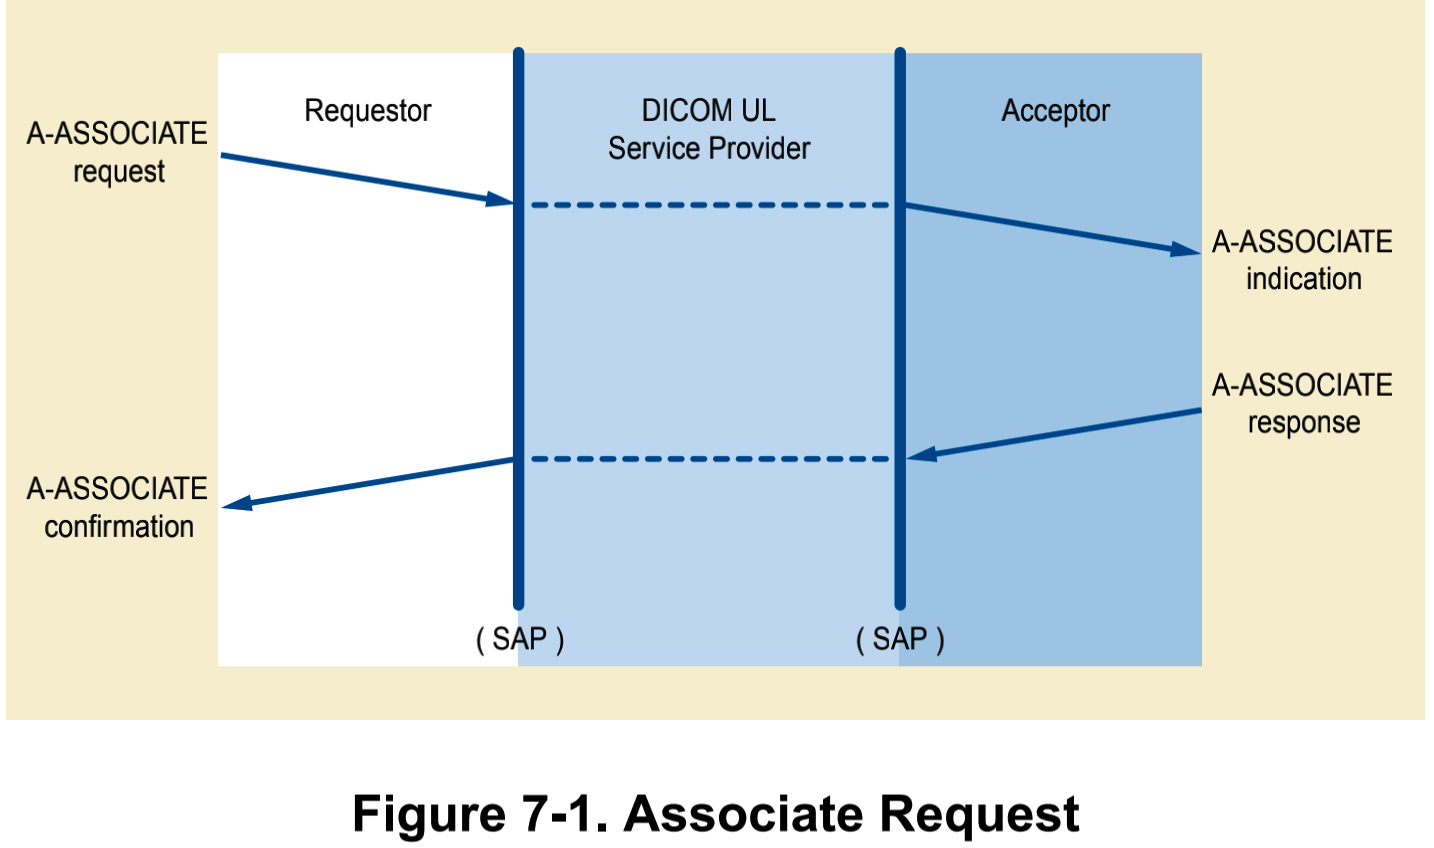 Requestor
DICOM UL
Service Provider
Acceptor
A-ASSOCIATE
request
A-ASSOCIATE
indication
A-ASSOCIATE
response
A-ASSOCIATE
confirmation
( SAP )
( SAP )
Figure 7-1. Associate Request